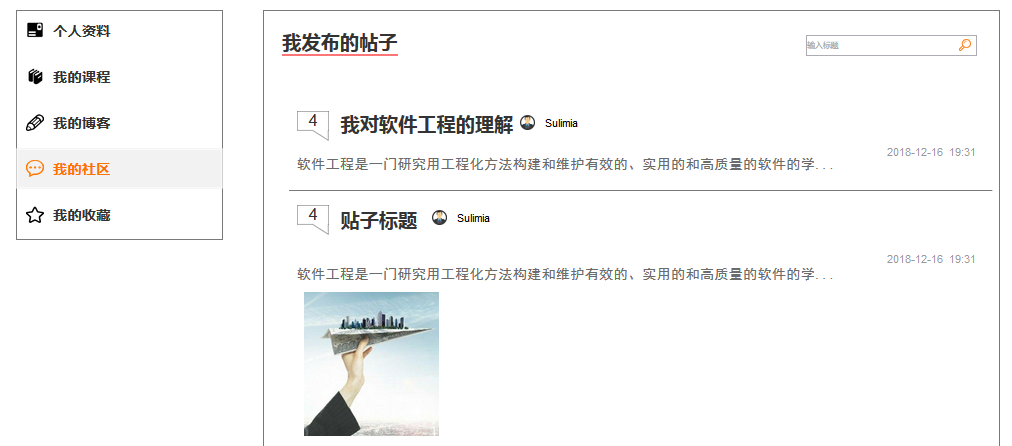 个人资料
我的课程
我的博客
我的社区
我的收藏
我发布的帖子
输入标题
4 我对软件工程的理解 Sulimia
2018-12-16 19:31
软件工程是一门研究用工程化方法构建和维护有效的、实用的和高质量的软件的学...
4 贴子标题 Sulimia
2018-12-16 19:31
软件工程是一门研究用工程化方法构建和维护有效的、实用的和高质量的软件的学...